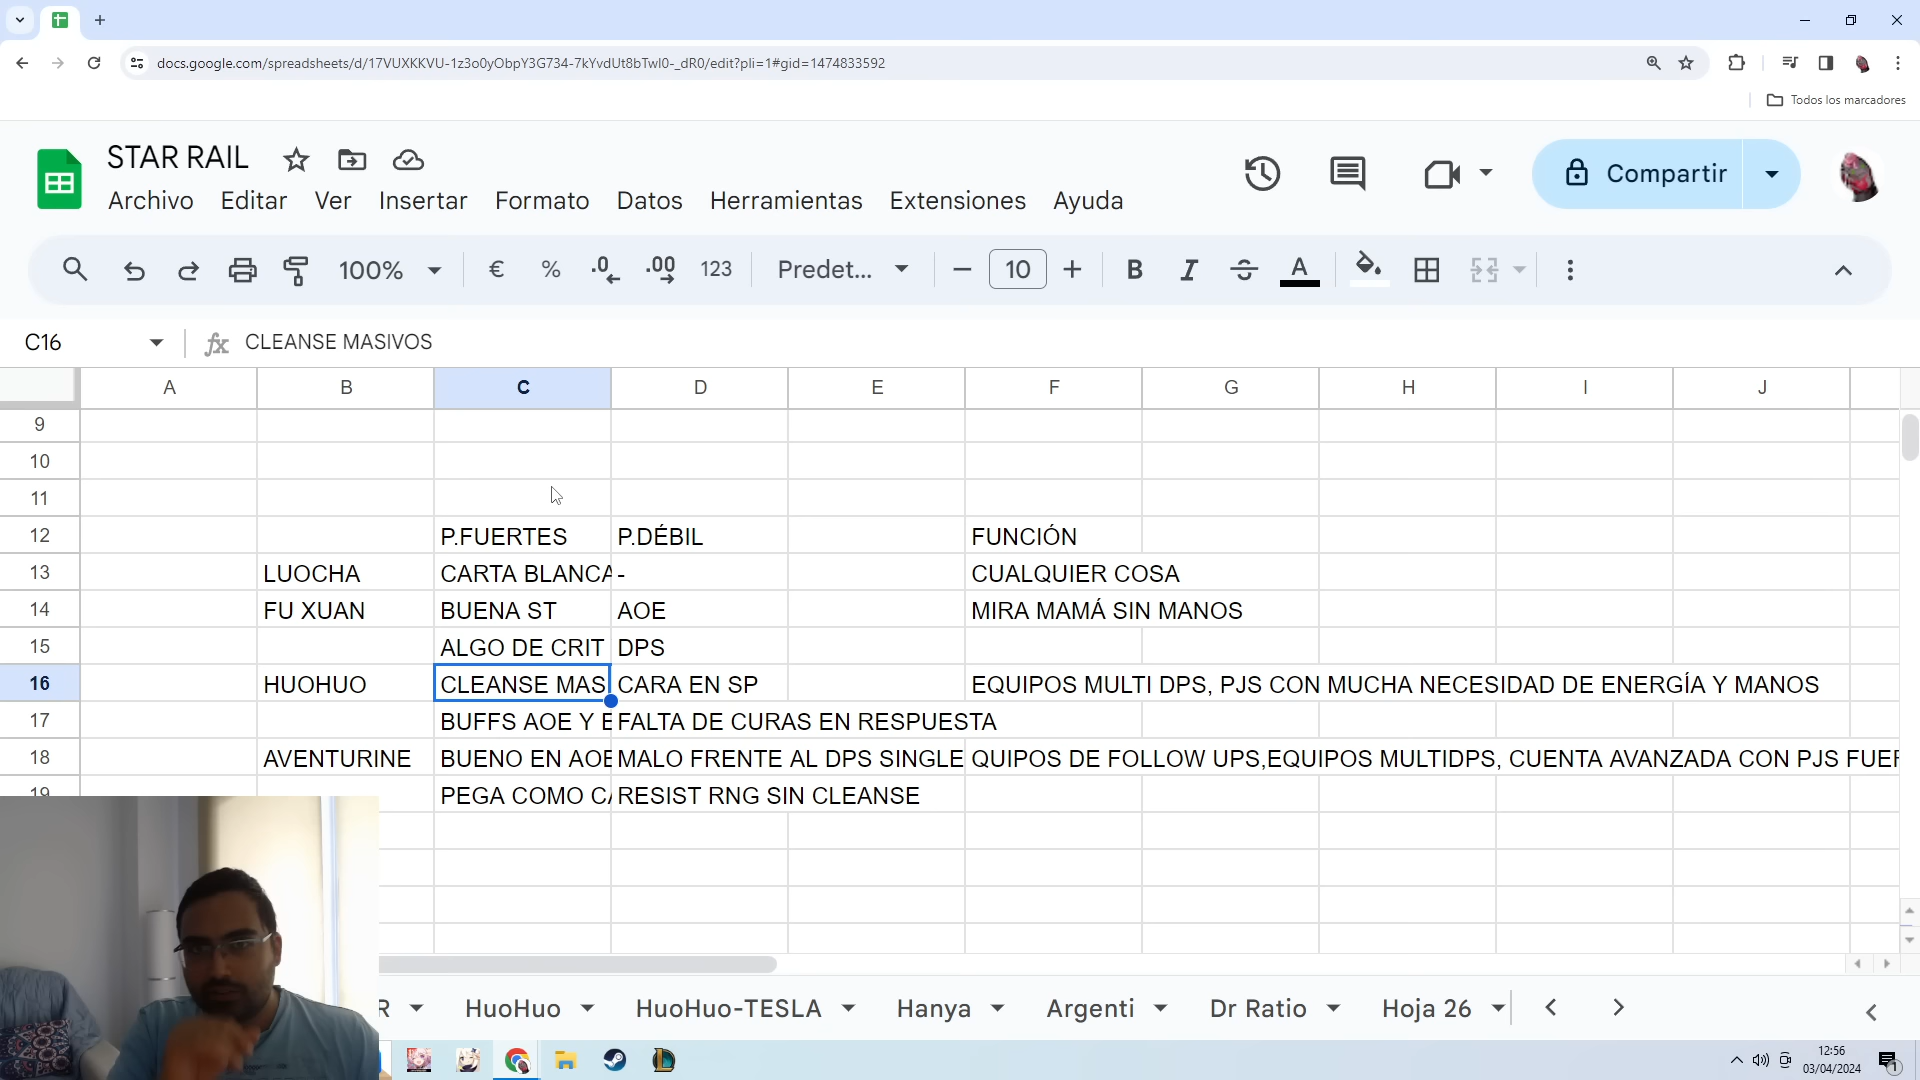 docs.google.com/spreadsheets/d/17VUXKKVU-1z3o0yObpY3G734-7kYvdUt8bTwI0-_dR0/edit?pli=1#gid=1474833592
Todos los marcadores
STAR RAIL
Archivo Editar Ver Insertar Formato Datos Herramientas Extensiones Ayuda
Compartir
100% € % .0 .00 123 Predet... 10 B I S A
C16 fx CLEANSE MASIVOS
A B C D E F G H I J
9
10
11
12 P.FUERTES P.DÉBIL FUNCIÓN
13 LUOCHA CARTA BLANCA - CUALQUIER COSA
14 FU XUAN BUENA ST AOE MIRA MAMÁ SIN MANOS
15 ALGO DE CRIT DPS
16 HUOHUO CLEANSE MAS CARA EN SP EQUIPOS MULTI DPS, PJS CON MUCHA NECESIDAD DE ENERGÍA Y MANOS
17 BUFFS AOE Y E FALTA DE CURAS EN RESPUESTA
18 AVENTURINE BUENO EN AOE MALO FRENTE AL DPS SINGLE QUIPOS DE FOLLOW UPS,EQUIPOS MULTIDPS, CUENTA AVANZADA CON PJS FUER
19 PEGA COMO CA RESIST RNG SIN CLEANSE
R HuoHuo HuoHuo-TESLA Hanya Argenti Dr Ratio Hoja 26
12:56
03/04/2024
1